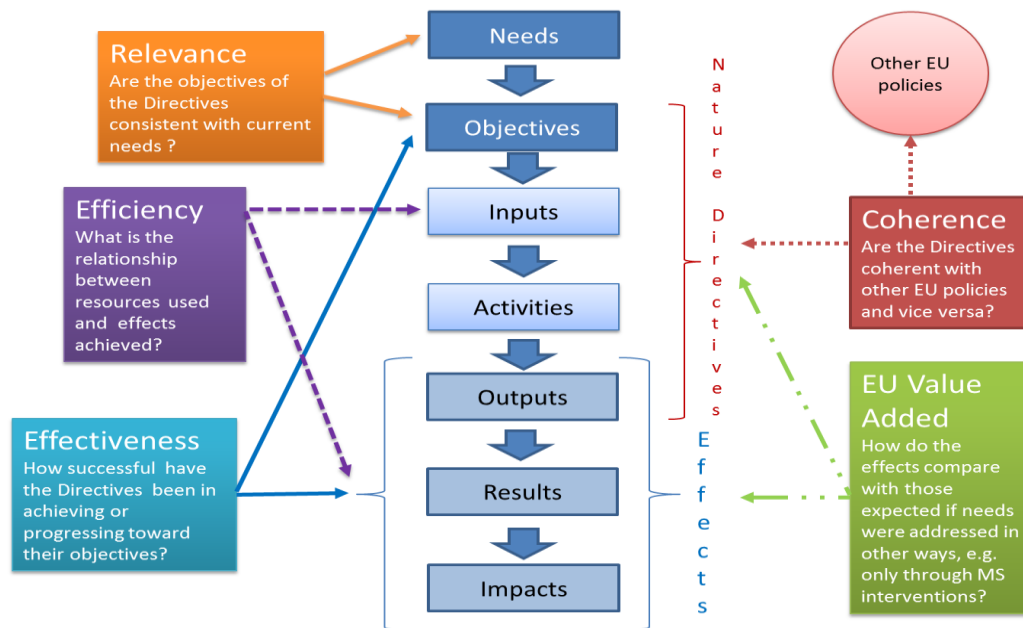 Relevance
Are the objectives of
the Directives
consistent with current
needs ?
Efficiency
What is the
relationship
between
resources used
and effects
achieved?
Effectiveness
How successful have
the Directives been in
achieving or
progressing toward
their objectives?
Needs
Objectives
Inputs
Activities
Outputs
Results
Impacts
Nature Directives
Effects
Other EU
policies
Coherence
Are the Directives
coherent with
other EU policies
and vice versa?
EU Value
Added
How do the
effects compare
with those
expected if needs
were addressed in
other ways, e.g.
only through MS
interventions?